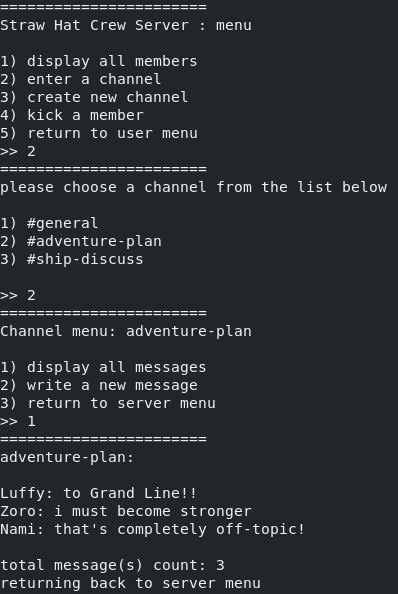 =======================
Straw Hat Crew Server : menu
1) display all members
2) enter a channel
3) create new channel
4) kick a member
5) return to user menu
>> 2
=======================
please choose a channel from the list below
1) #general
2) #adventure-plan
3) #ship-discuss
>> 2
=======================
Channel menu: adventure-plan
1) display all messages
2) write a new message
3) return to server menu
>> 1
=======================
adventure-plan:
Luffy: to Grand Line!!
Zoro: i must become stronger
Nami: that's completely off-topic!
total message(s) count: 3
returning back to server menu